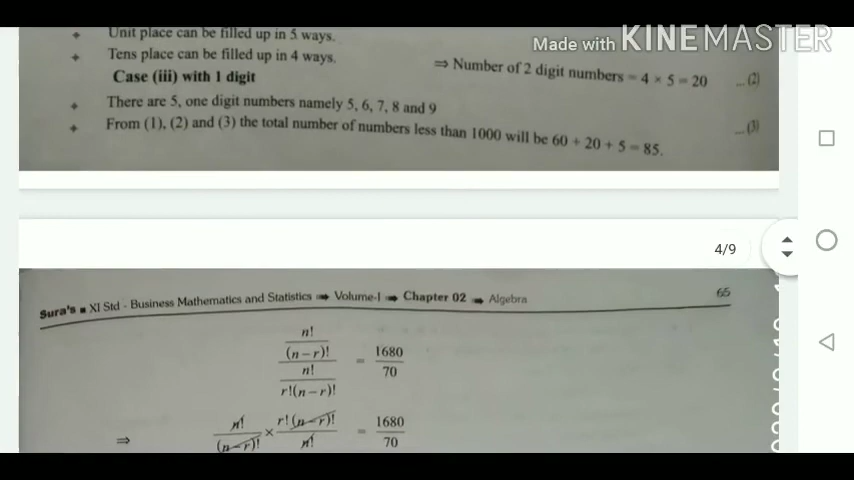 Unit place can be filled up in 5 ways.
Made with KINEMASTER
Tens place can be filled up in 4 ways.
⇒ Number of 2 digit numbers = 4 × 5 = 20 ...(2)
Case (iii) with 1 digit
There are 5, one digit numbers namely 5, 6, 7, 8 and 9 ...(3)
From (1), (2) and (3) the total number of numbers less than 1000 will be 60 + 20 + 5 = 85.
4/9
Sura's ■ XI Std - Business Mathematics and Statistics ➠ Volume-I ➠ Chapter 02 ➠ Algebra 65
n!
(n – r)! = 1680
n! 70
r!(n – r)!
⇒ n! × r!(n – r)! = 1680
(n – r)! n! 70